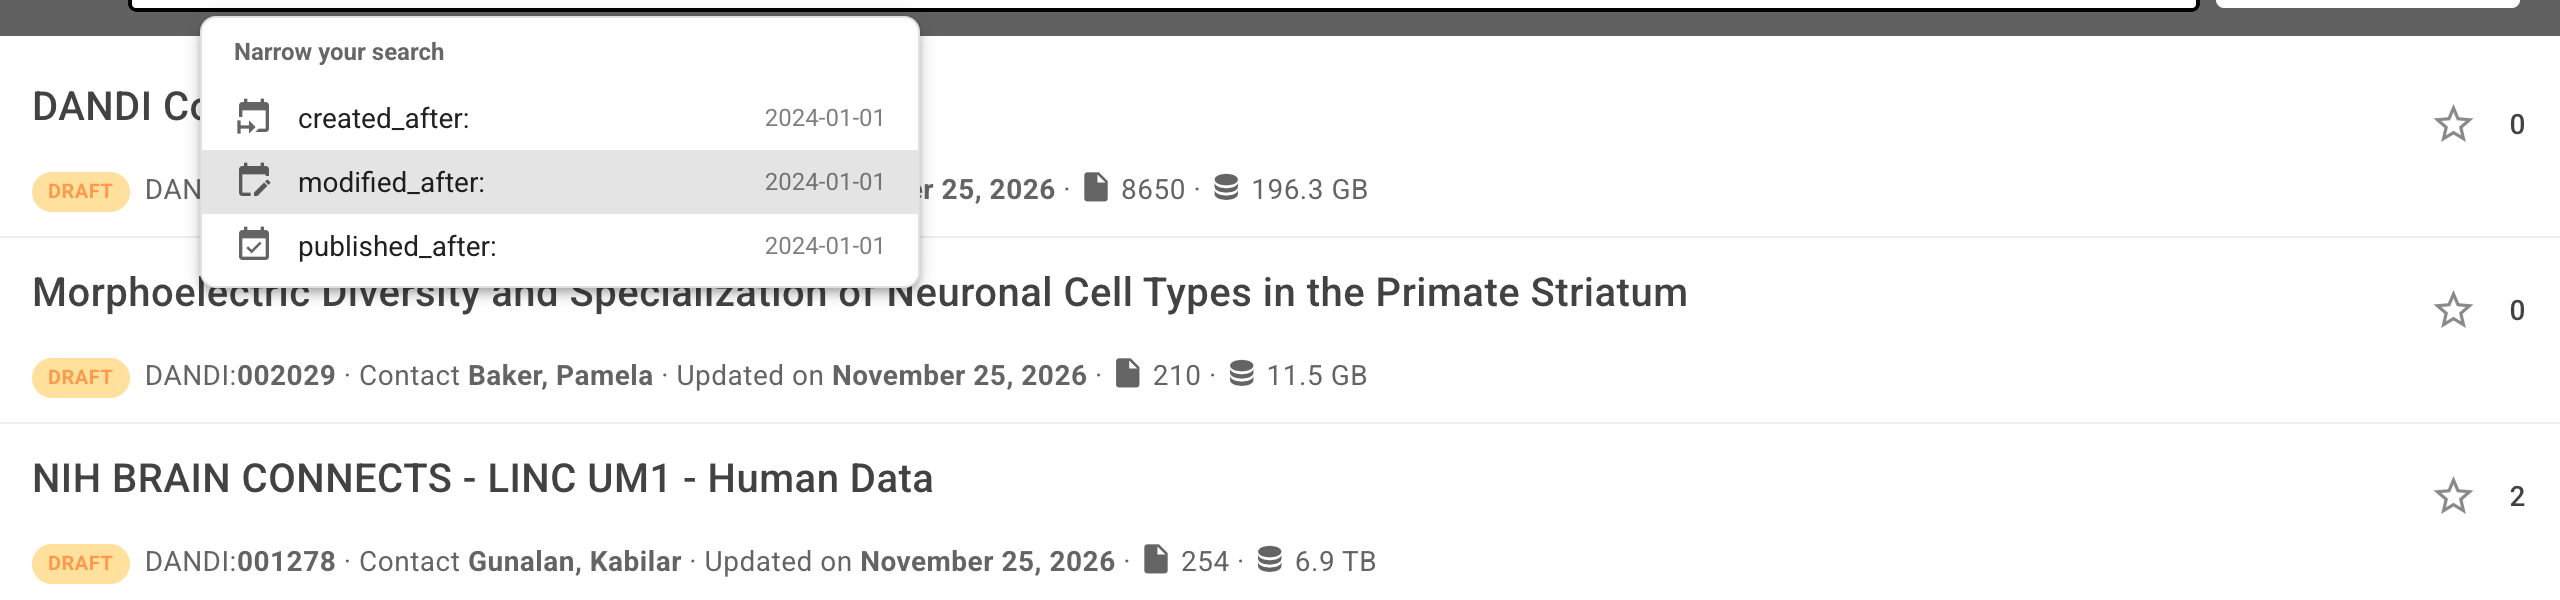 Narrow your search
created_after: 2024-01-01
modified_after: 2024-01-01
published_after: 2024-01-01
DANDI
0
DRAFT 25, 2026 · 8650 · 196.3 GB
Morphoelectric Diversity and Specialization of Neuronal Cell Types in the Primate Striatum
0
DRAFT DANDI:002029 · Contact Baker, Pamela · Updated on November 25, 2026 · 210 · 11.5 GB
NIH BRAIN CONNECTS - LINC UM1 - Human Data
2
DRAFT DANDI:001278 · Contact Gunalan, Kabilar · Updated on November 25, 2026 · 254 · 6.9 TB